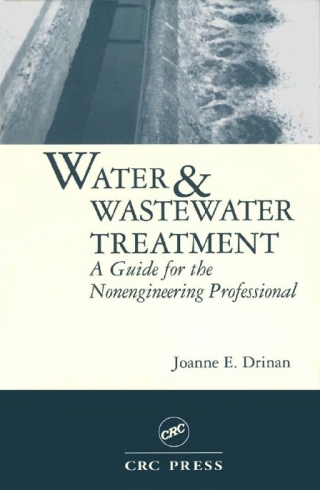 WATER &
WASTEWATER
TREATMENT
A Guide for the
Nonengineering Professional
Joanne E. Drinan
CRC
CRC PRESS